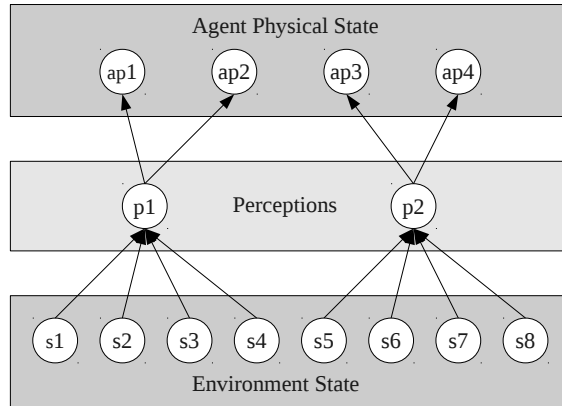 Agent Physical State
ap1 ap2 ap3 ap4
p1 Perceptions p2
s1 s2 s3 s4 s5 s6 s7 s8
Environment State